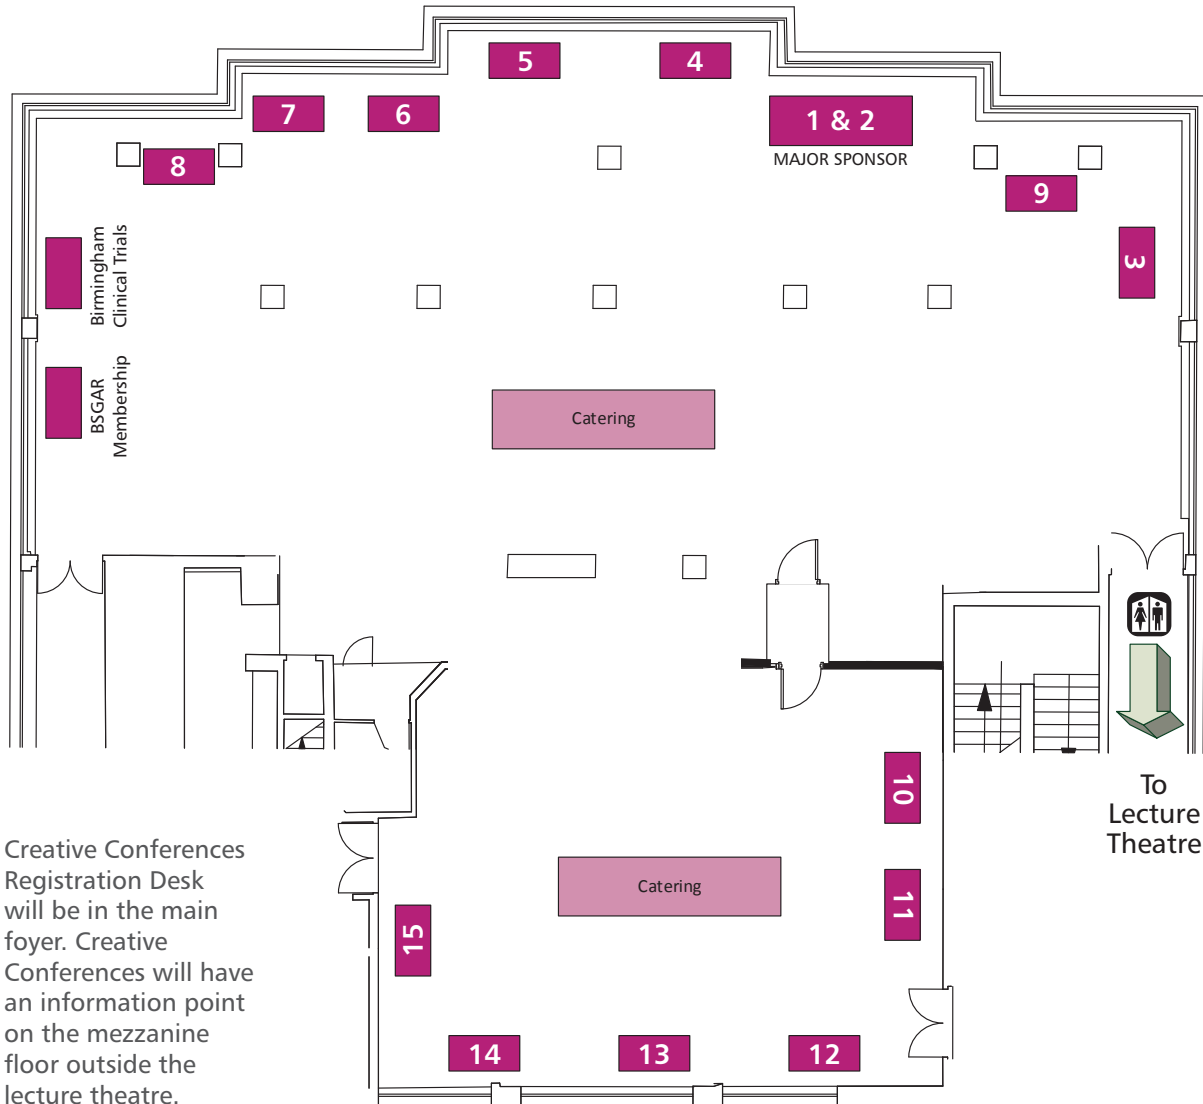 5
4
7
6
1 & 2
MAJOR SPONSOR
8
9
3
Birmingham
Clinical Trials
BSGAR
Membership
Catering
To
Lecture
Theatre
10
11
Catering
15
14
13
12
Creative Conferences
Registration Desk
will be in the main
foyer. Creative
Conferences will have
an information point
on the mezzanine
floor outside the
lecture theatre.